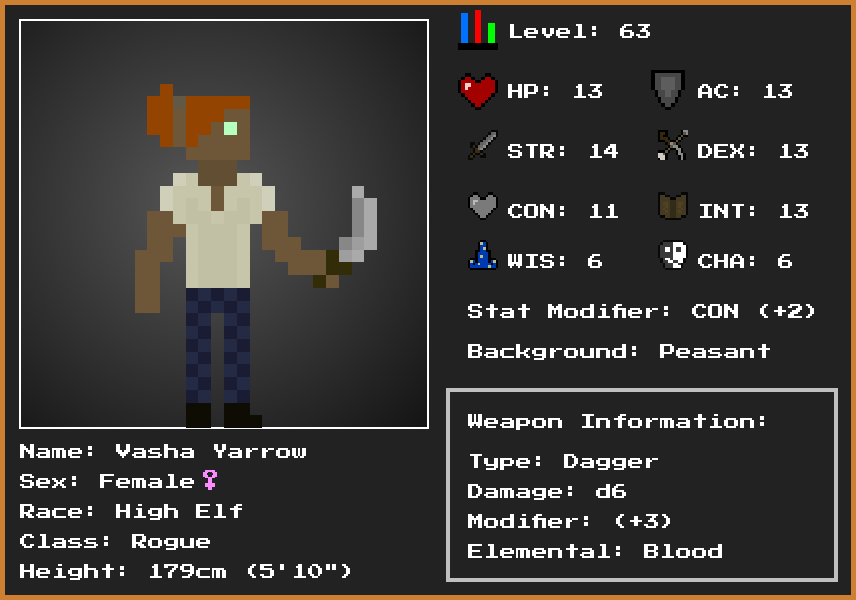 Level: 63
HP: 13 AC: 13
STR: 14 DEX: 13
CON: 11 INT: 13
WIS: 6 CHA: 6
Stat Modifier: CON (+2)
Background: Peasant
Weapon Information:
Type: Dagger
Damage: d6
Modifier: (+3)
Elemental: Blood
Name: Vasha Yarrow
Sex: Female♀
Race: High Elf
Class: Rogue
Height: 179cm (5'10")